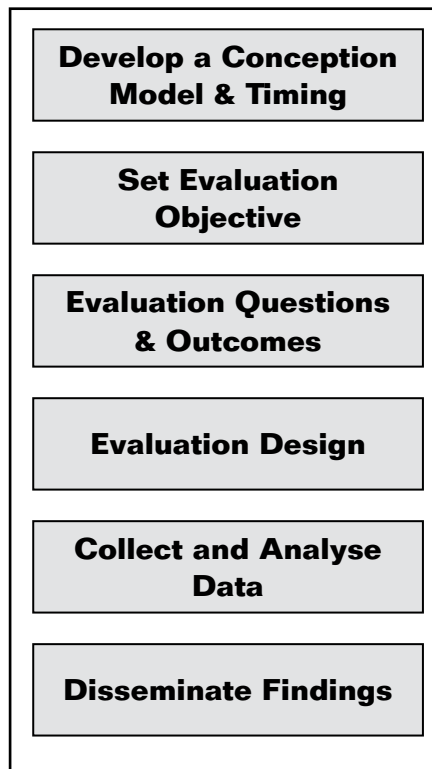 Develop a Conception
Model & Timing
Set Evaluation
Objective
Evaluation Questions
& Outcomes
Evaluation Design
Collect and Analyse
Data
Disseminate Findings